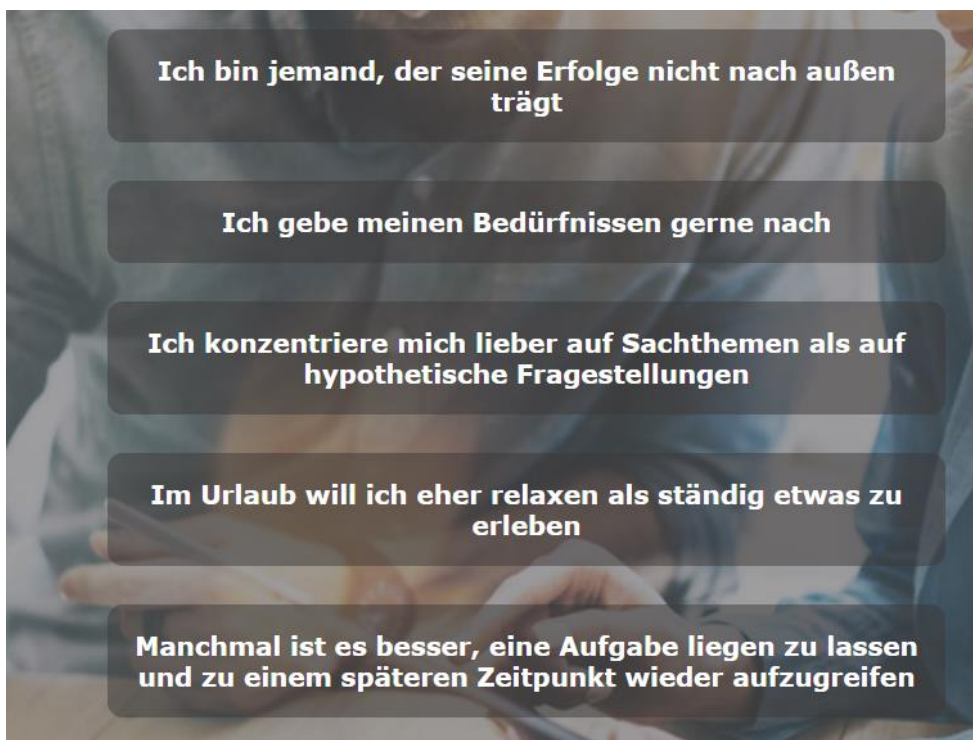 Ich bin jemand, der seine Erfolge nicht nach außen
trägt
Ich gebe meinen Bedürfnissen gerne nach
Ich konzentriere mich lieber auf Sachthemen als auf
hypothetische Fragestellungen
Im Urlaub will ich eher relaxen als ständig etwas zu
erleben
Manchmal ist es besser, eine Aufgabe liegen zu lassen
und zu einem späteren Zeitpunkt wieder aufzugreifen